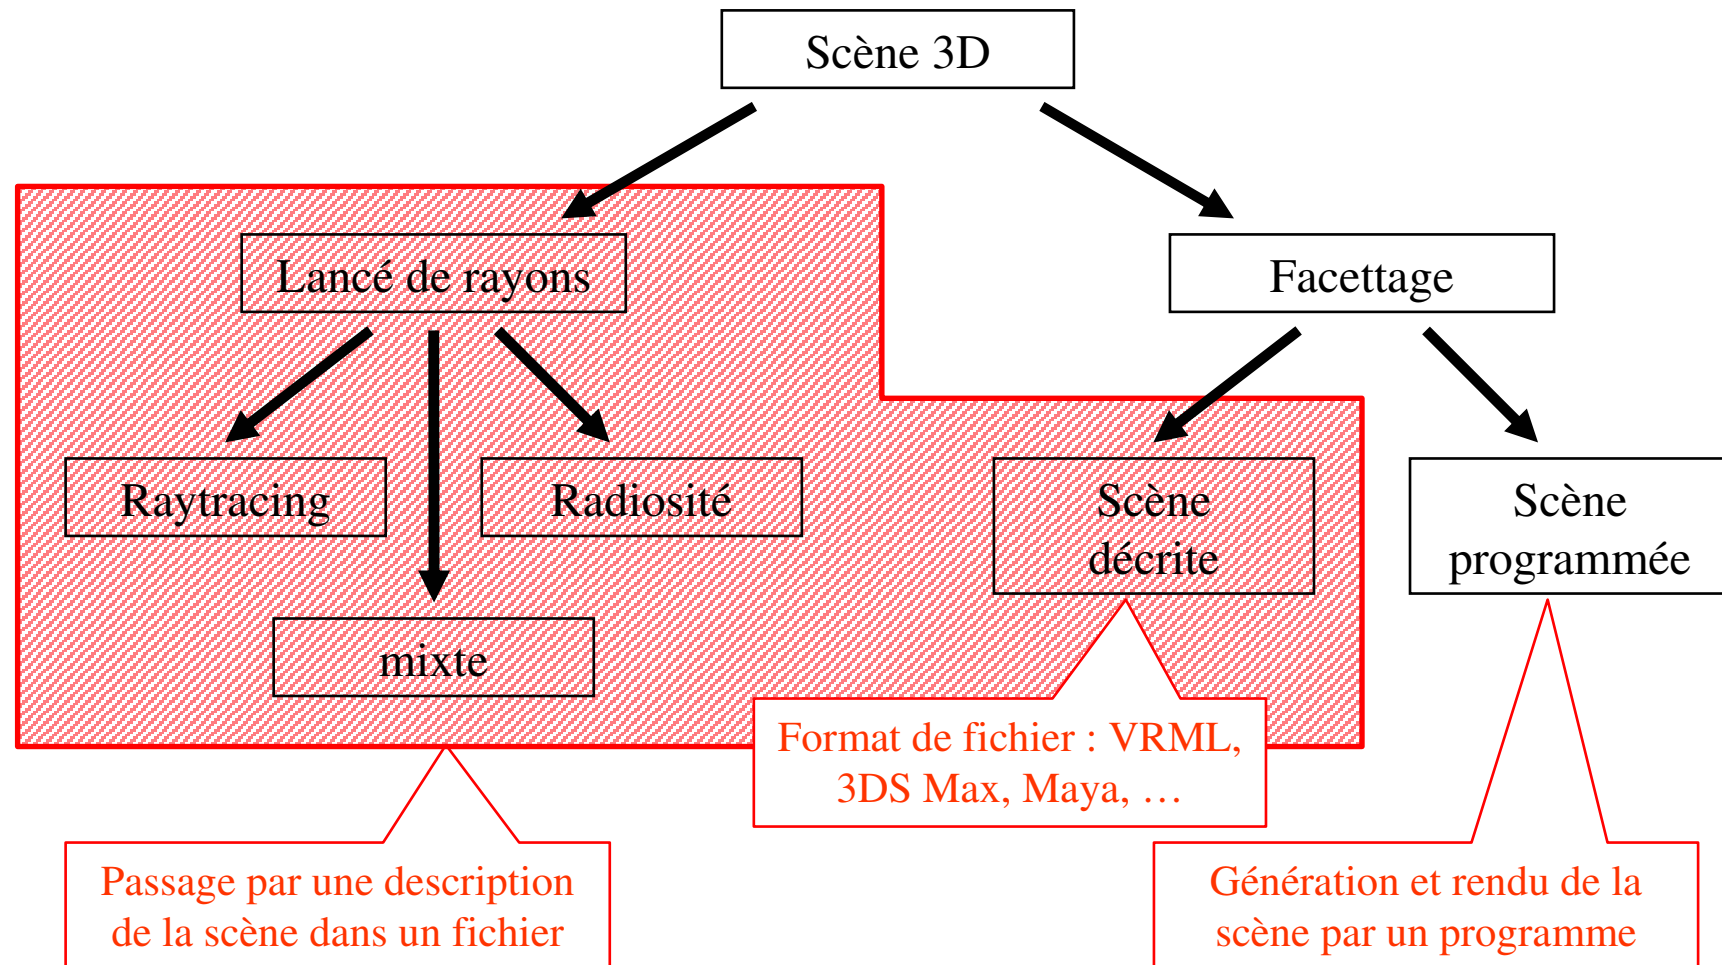 Scène 3D
Lancé de rayons
Facettage
Raytracing
Radiosité
Scène
décrite
Scène
programmée
mixte
Format de fichier : VRML,
3DS Max, Maya, …
Passage par une description
de la scène dans un fichier
Génération et rendu de la
scène par un programme